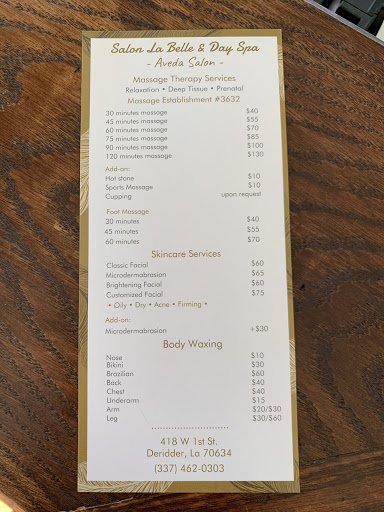 Salon La Belle & Day Spa
- Aveda Salon -
Massage Therapy Services
Relaxation • Deep Tissue • Prenatal
Massage Establishment #3632
30 minutes massage $40
45 minutes massage $55
60 minutes massage $70
75 minutes massage $85
90 minutes massage $100
120 minutes massage $130
Add-on:
Hot stone $10
Sports Massage $10
Cupping upon request
Foot Massage
30 minutes $40
45 minutes $55
60 minutes $70
Skincare Services
Classic Facial $60
Microdermabrasion $65
Brightening Facial $60
Customized Facial $75
• Oily • Dry • Acne • Firming •
Add-on:
Microdermabrasion +$30
Body Waxing
Nose $10
Bikini $30
Brazilian $60
Back $40
Chest $40
Underarm $15
Arm $20/$30
Leg $30/$60
418 W 1st St.
Deridder, La 70634
(337) 462-0303